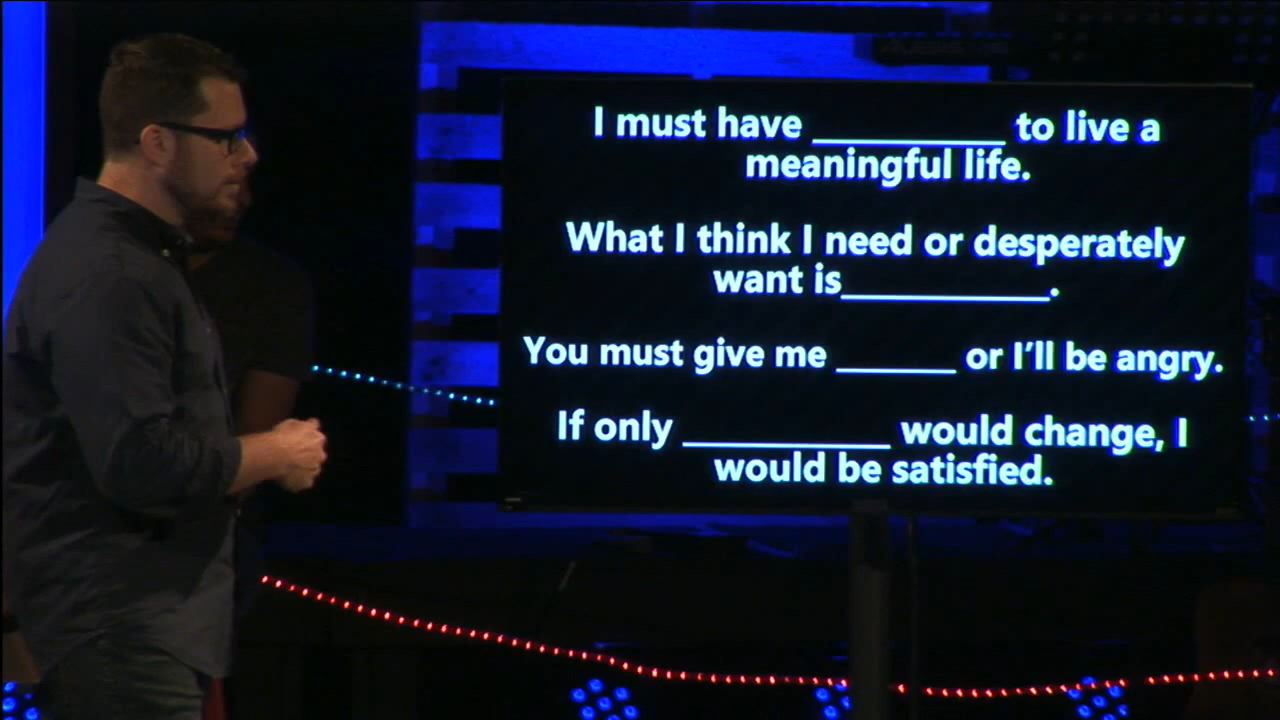 I must have __________ to live a
meaningful life.
What I think I need or desperately
want is___________.
You must give me ______ or I’ll be angry.
If only ___________ would change, I
would be satisfied.